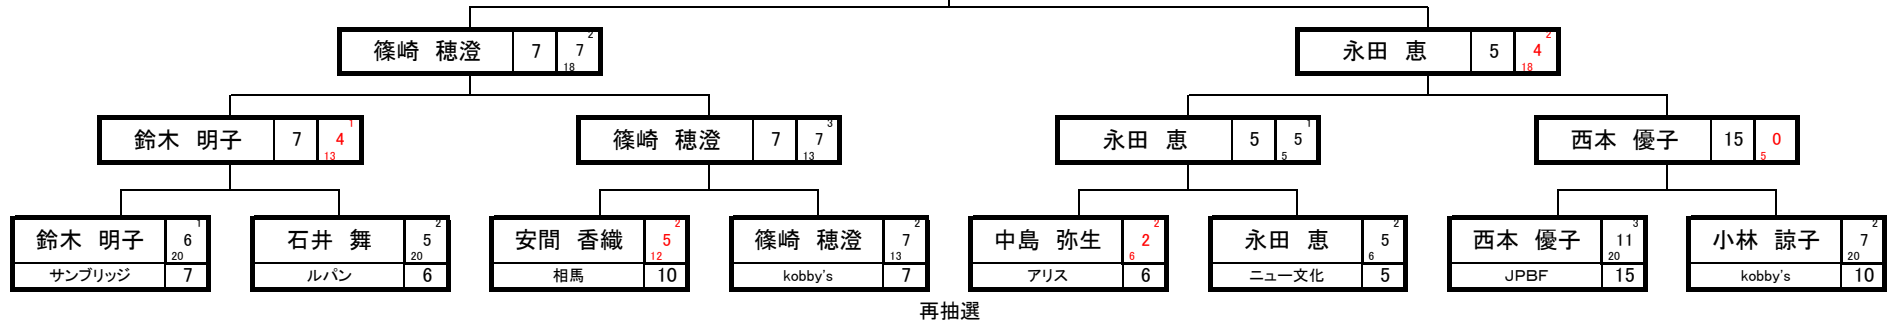 篠崎 穂澄 7 7 2 18
永田 恵 5 4 2 18
鈴木 明子 7 4 1 13
篠崎 穂澄 7 7 3 13
永田 恵 5 5 1 5
西本 優子 15 0 5
鈴木 明子 6 1 20
サンブリッジ 7
石井 舞 5 2 20
ルパン 6
安間 香織 5 2 12
相馬 10
篠崎 穂澄 7 2 13
kobby's 7
中島 弥生 2 2 6
アリス 6
永田 恵 5 2 6
ニュー文化 5
西本 優子 11 3 20
JPBF 15
小林 諒子 7 2 20
kobby's 10
再抽選